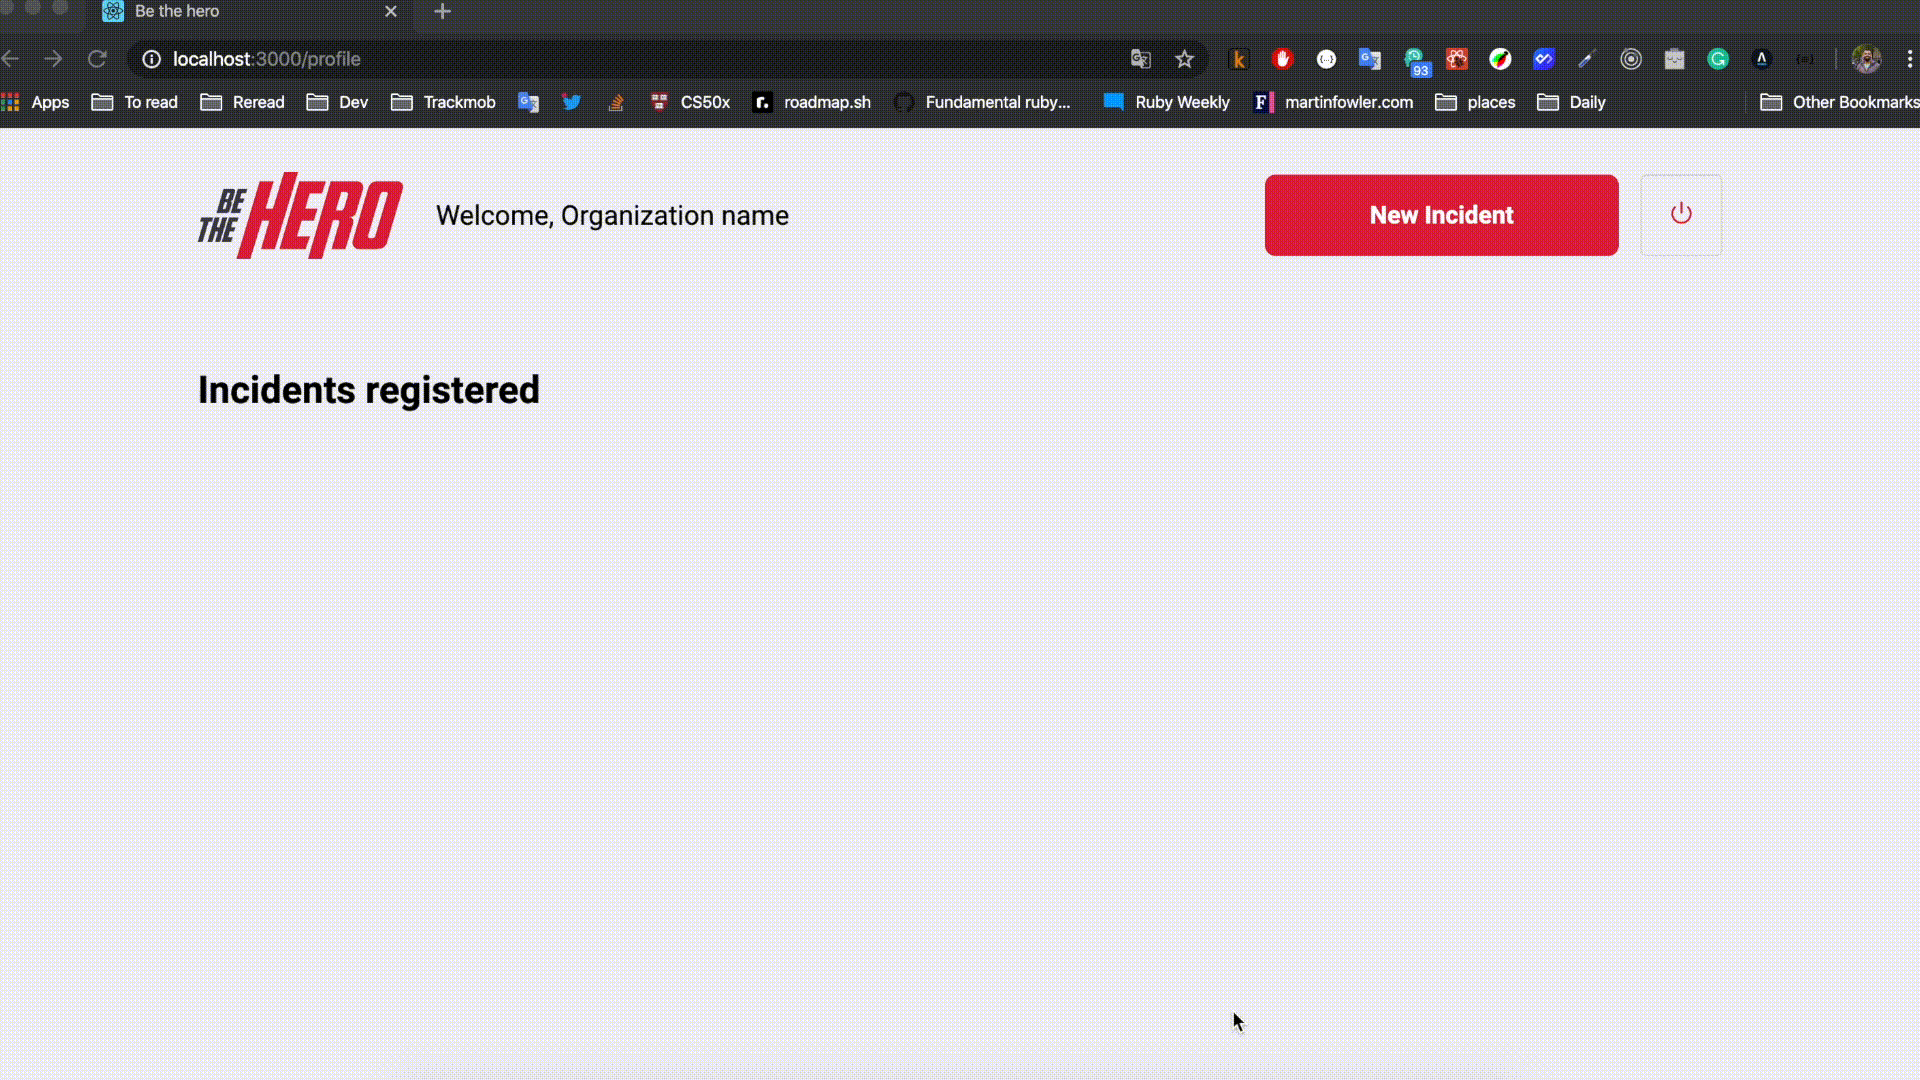 Be the hero
localhost:3000/profile
93
Apps To read Reread Dev Trackmob CS50x roadmap.sh Fundamental ruby... Ruby Weekly martinfowler.com places Daily Other Bookmarks
BE THE HERO
Welcome, Organization name
New Incident
Incidents registered